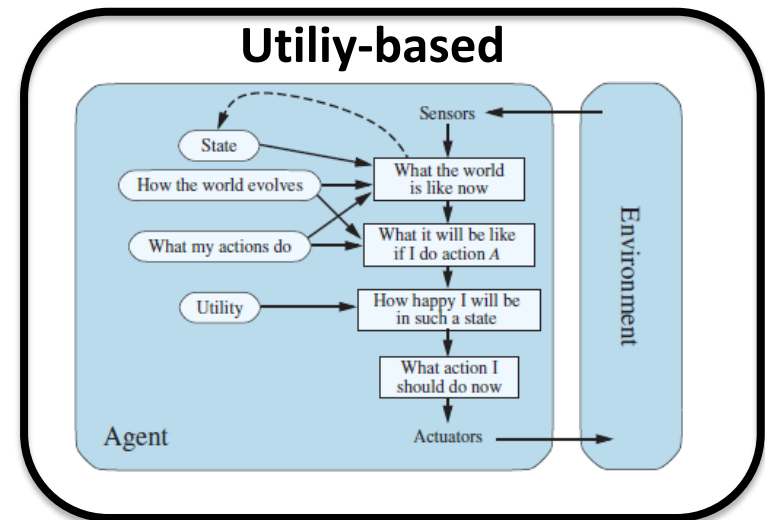 Utiliy-based
Sensors
State
What the world
is like now
How the world evolves
What it will be like
if I do action A
What my actions do
How happy I will be
in such a state
Utility
What action I
should do now
Agent
Actuators
Environment